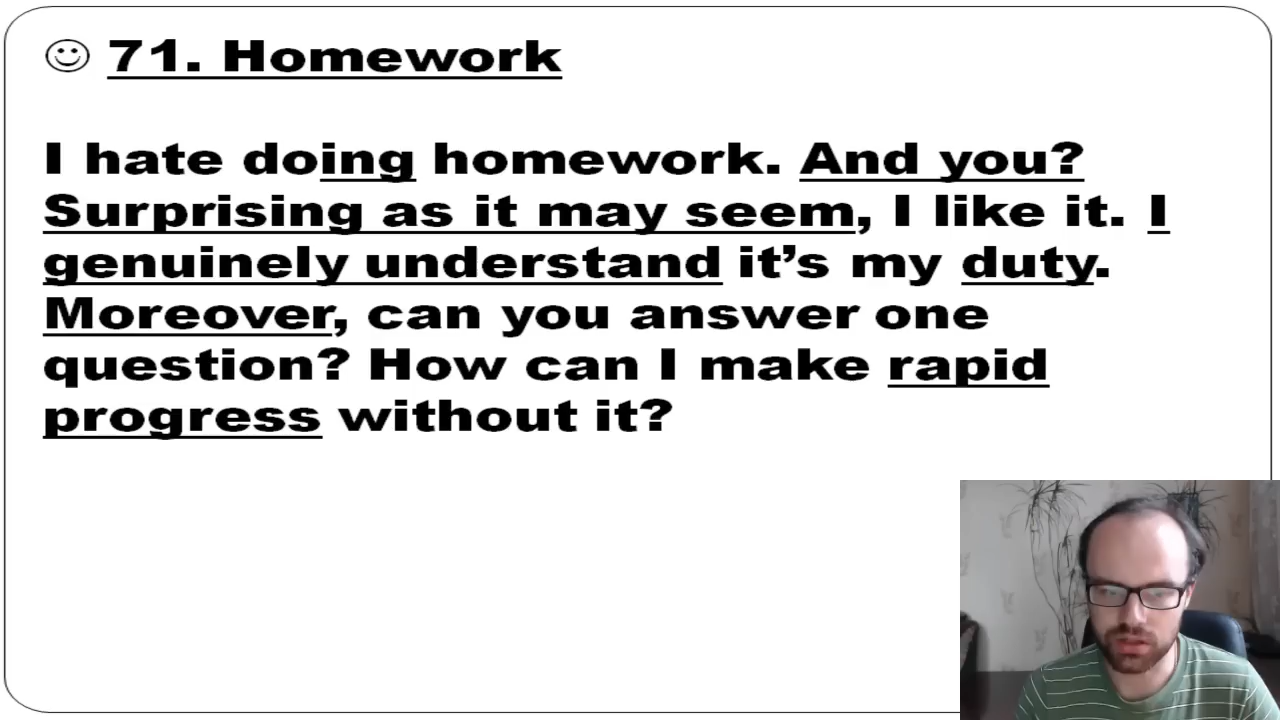 ☺ 71. Homework
I hate doing homework. And you?
Surprising as it may seem, I like it. I
genuinely understand it’s my duty.
Moreover, can you answer one
question? How can I make rapid
progress without it?